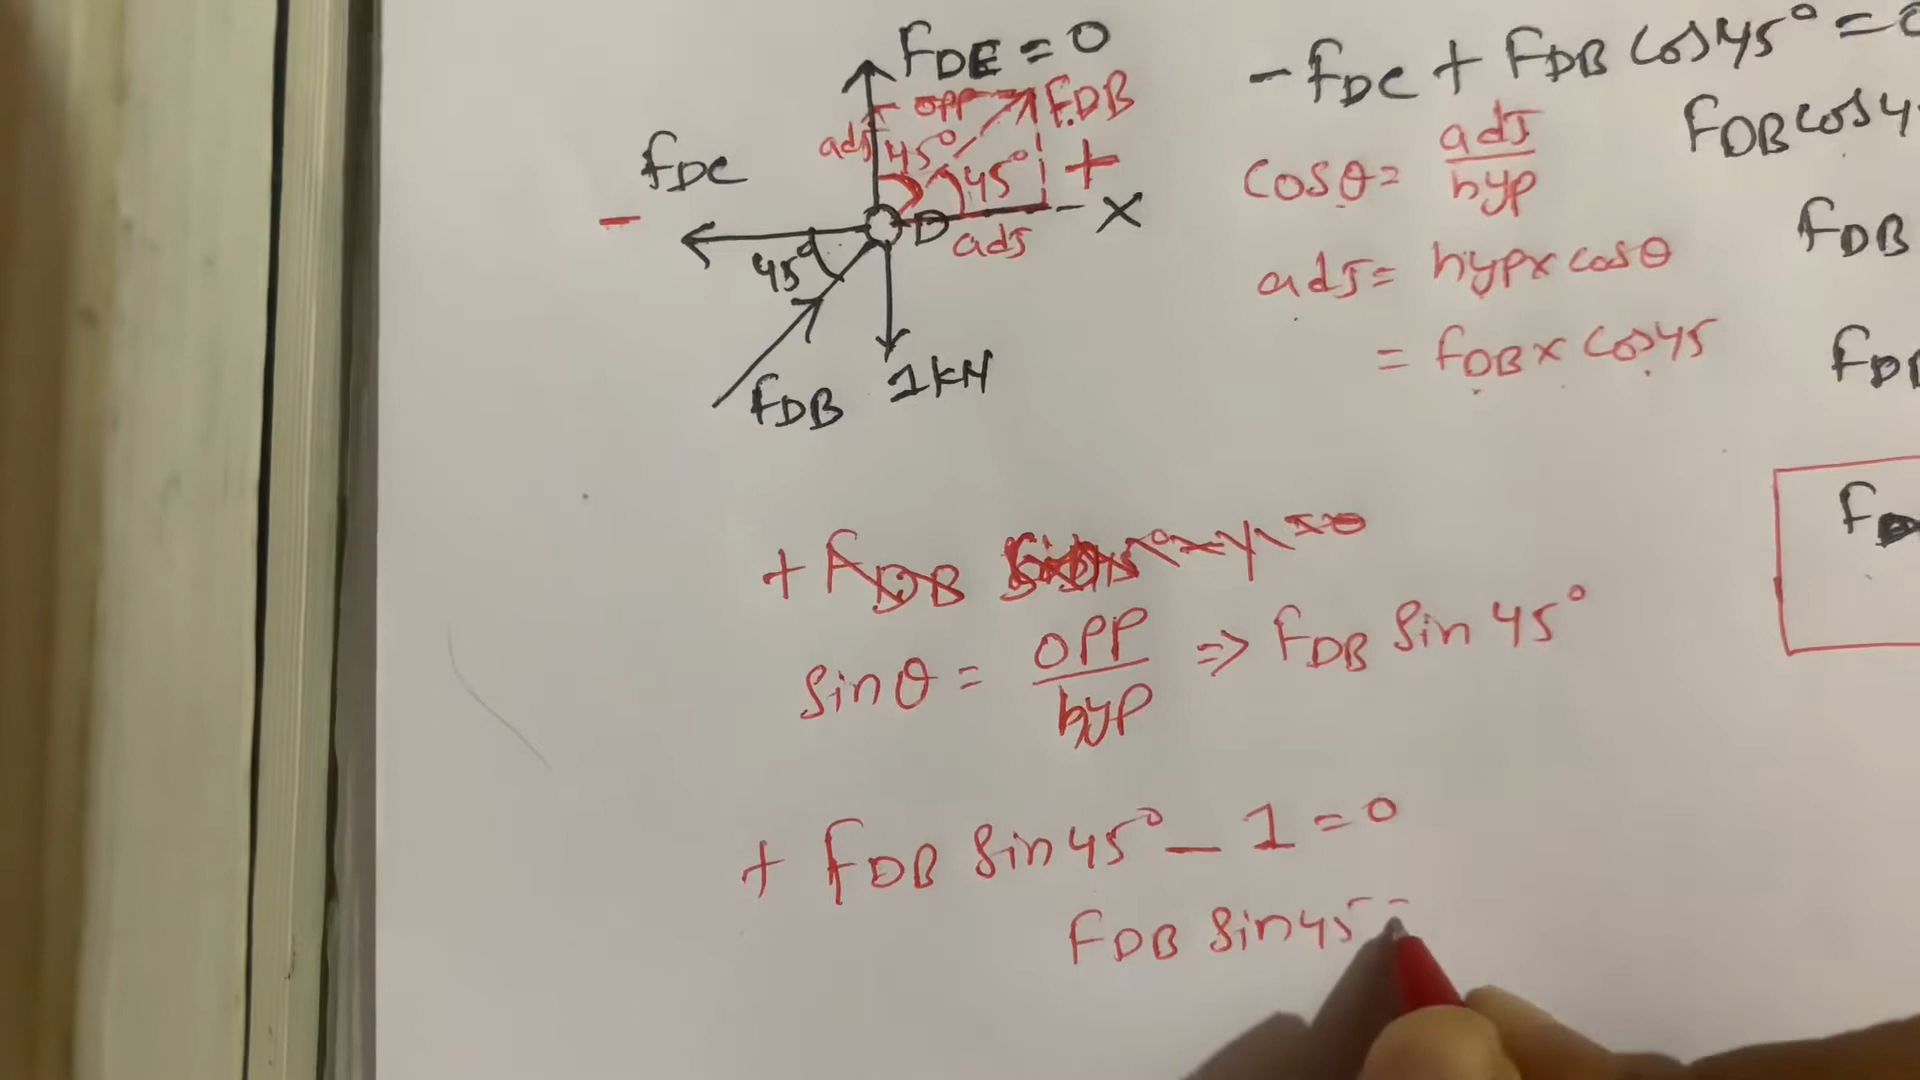 FDE = 0
opp FDB
adj 45°
FDC 45° +
- D X
adj
45°
FDB 1KN
- FDC + FDB cos45° = 0
FDB cos4
cosθ = adj/hyp
FDB
adj = hyp x cosθ
= FDB x cos45
F
+ FDB
sinθ = opp/hyp => FDB sin 45°
+ FDB sin45° - 1 = 0
FDB sin45 =